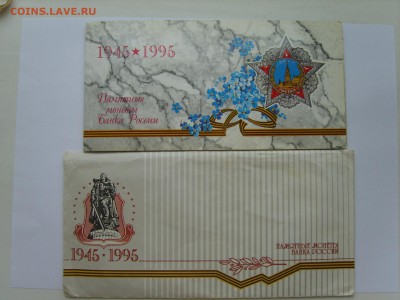 COINS.LAVE.RU
1945★1995
Памятные
монеты
Банка России
1945·1995
ПАМЯТНЫЕ МОНЕТЫ
БАНКА РОССИИ